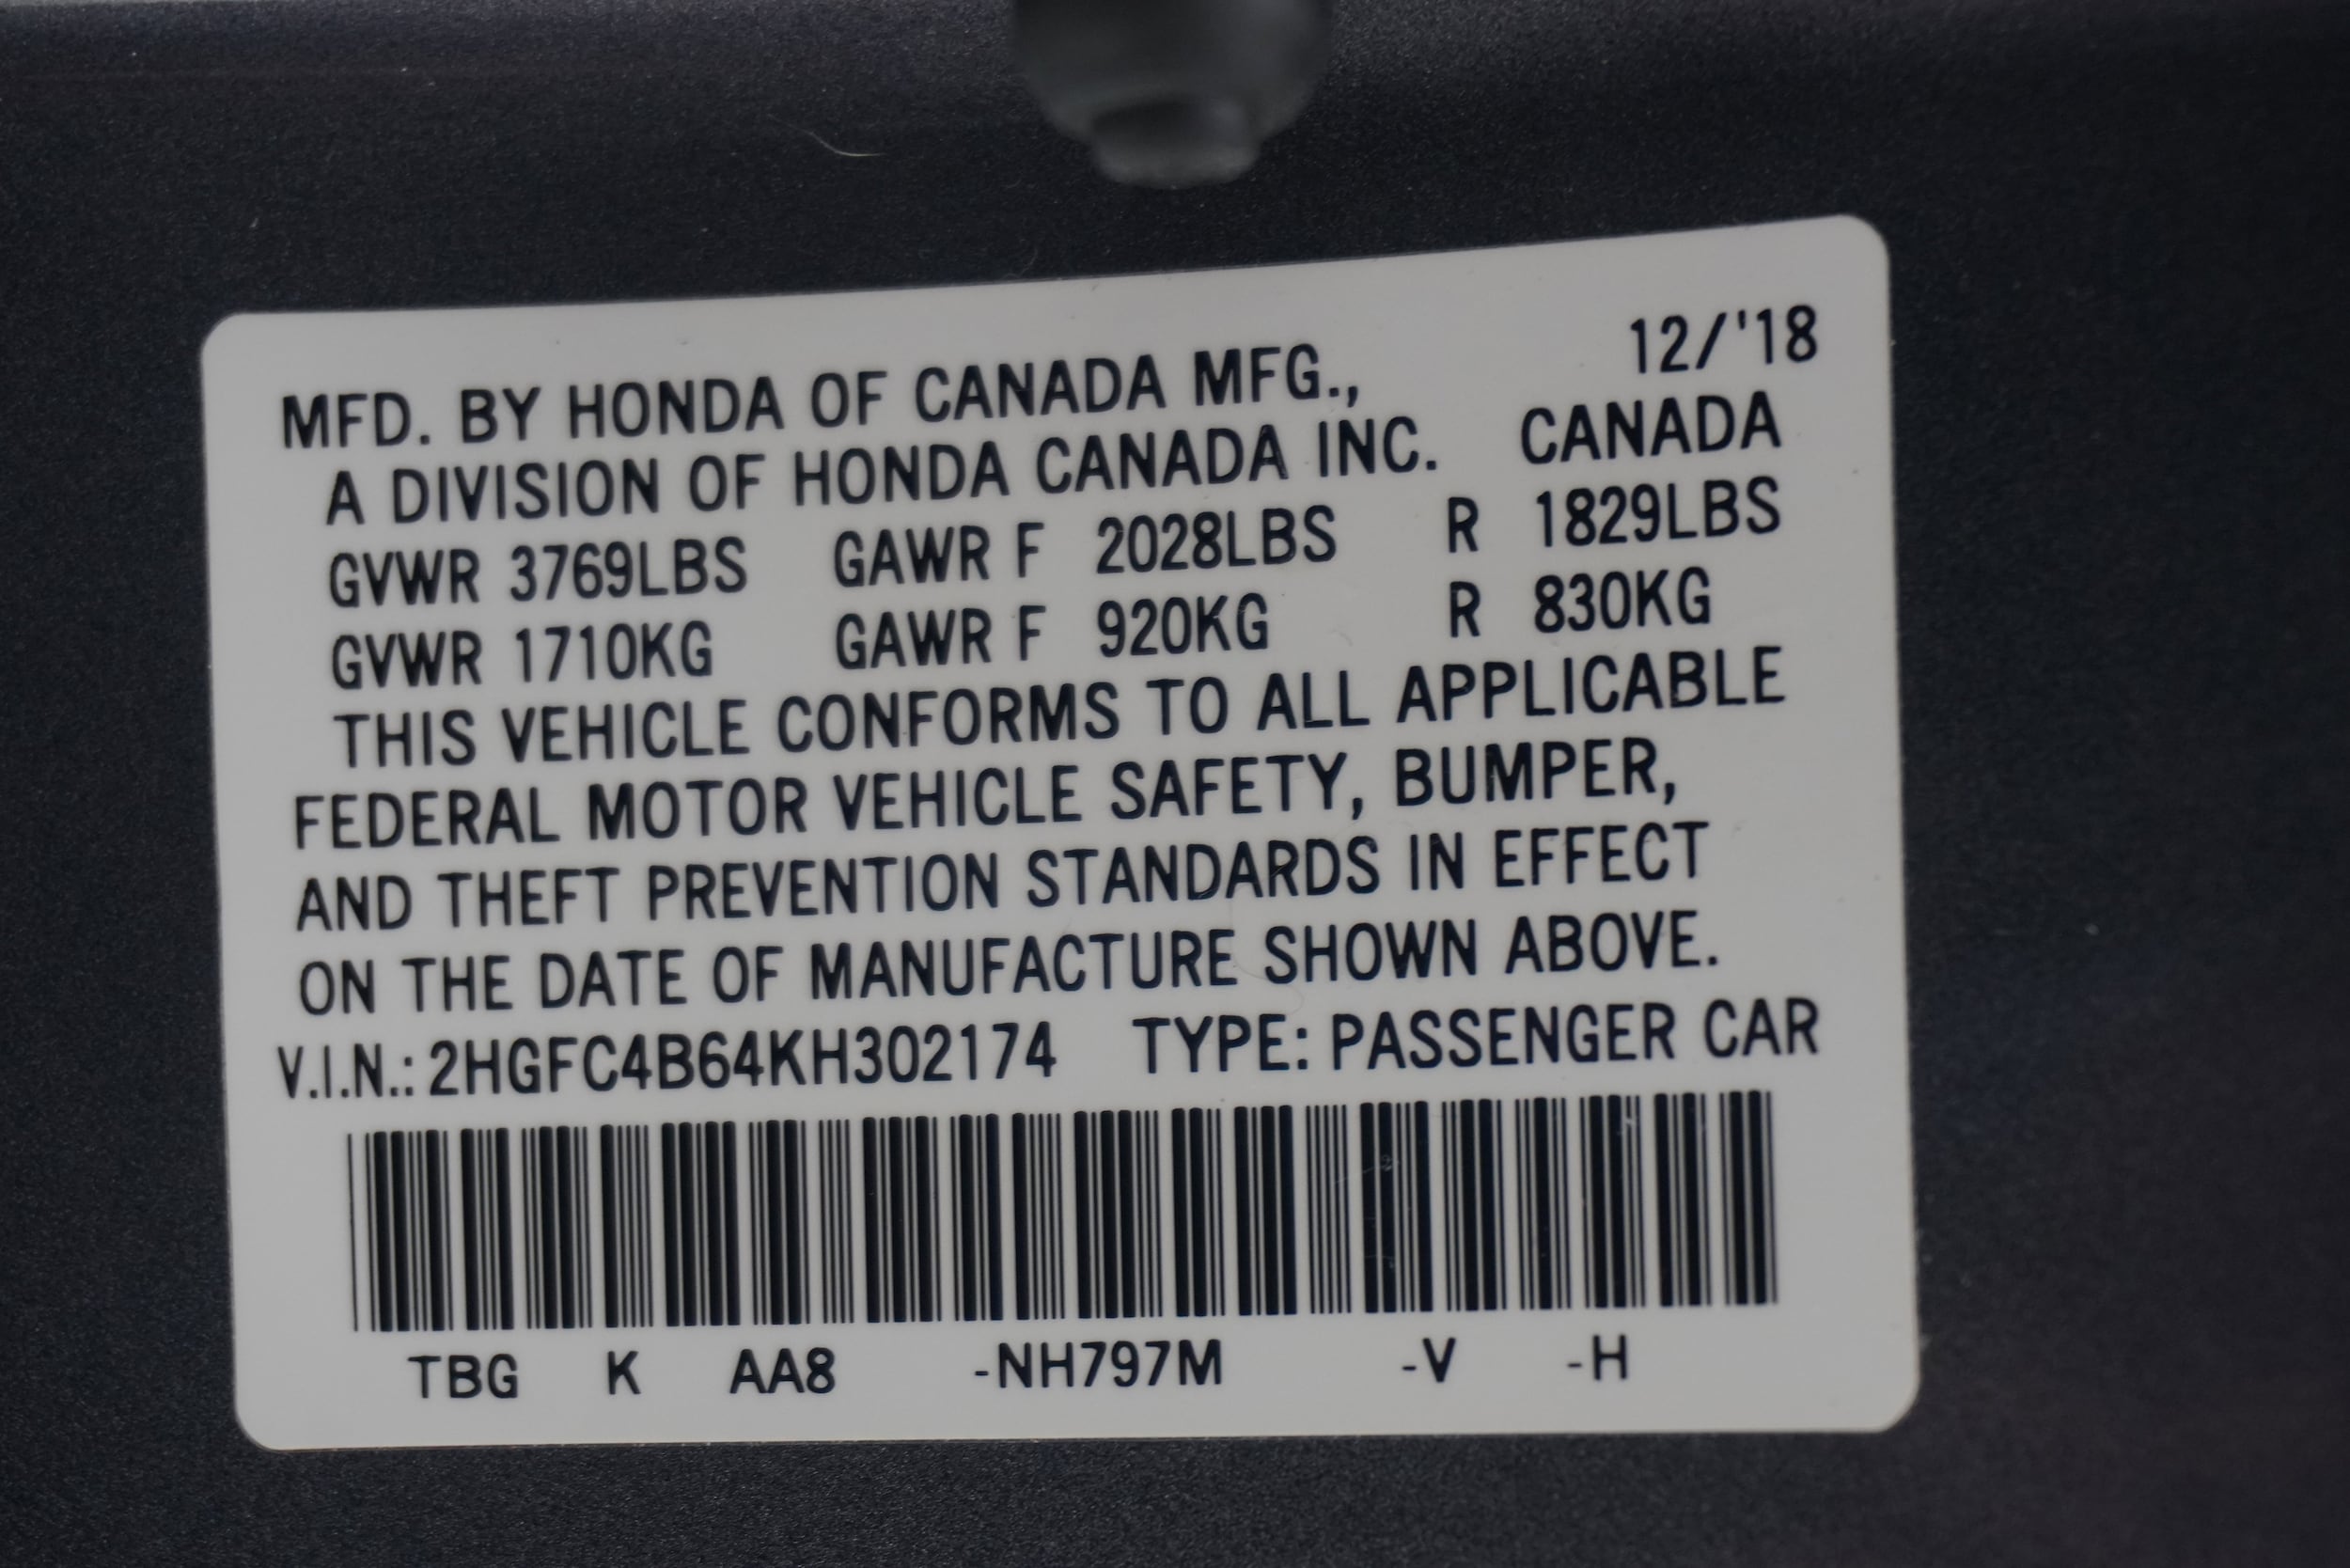 12/'18
MFD. BY HONDA OF CANADA MFG.,
A DIVISION OF HONDA CANADA INC. CANADA
GVWR 3769LBS GAWR F 2028LBS R 1829LBS
GVWR 1710KG GAWR F 920KG R 830KG
THIS VEHICLE CONFORMS TO ALL APPLICABLE
FEDERAL MOTOR VEHICLE SAFETY, BUMPER,
AND THEFT PREVENTION STANDARDS IN EFFECT
ON THE DATE OF MANUFACTURE SHOWN ABOVE.
V.I.N.: 2HGFC4B64KH302174 TYPE: PASSENGER CAR
TBG K AA8 -NH797M -V -H